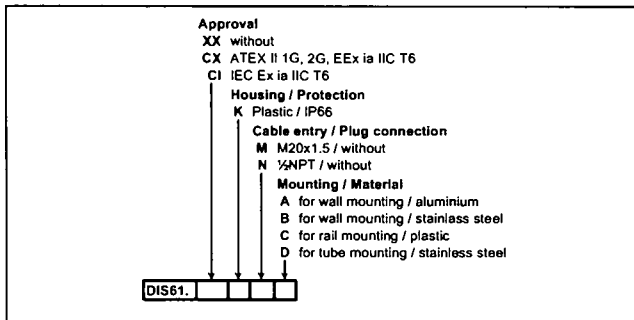 Approval
XX without
CX ATEX II 1G, 2G, EEx ia IIC T6
CI IEC Ex ia IIC T6
Housing / Protection
K Plastic / IP66
Cable entry / Plug connection
M M20x1.5 / without
N ½NPT / without
Mounting / Material
A for wall mounting / aluminium
B for wall mounting / stainless steel
C for rail mounting / plastic
D for tube mounting / stainless steel
DIS61.